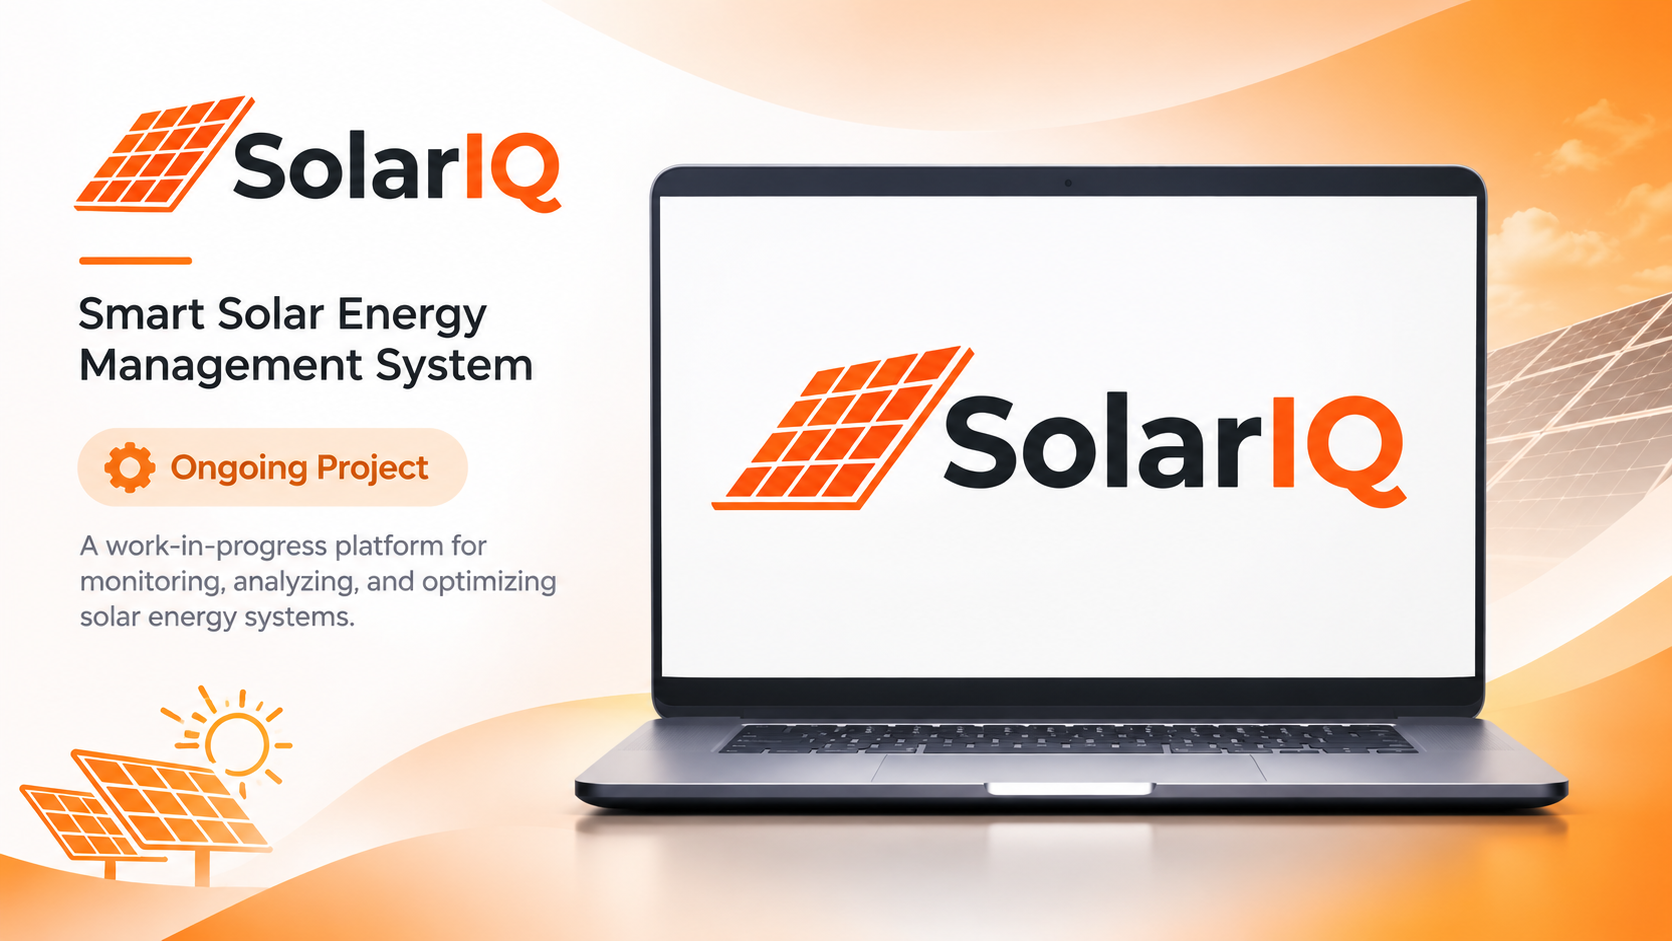 SolarIQ
Smart Solar Energy
Management System
Ongoing Project
A work-in-progress platform for
monitoring, analyzing, and optimizing
solar energy systems.
SolarIQ